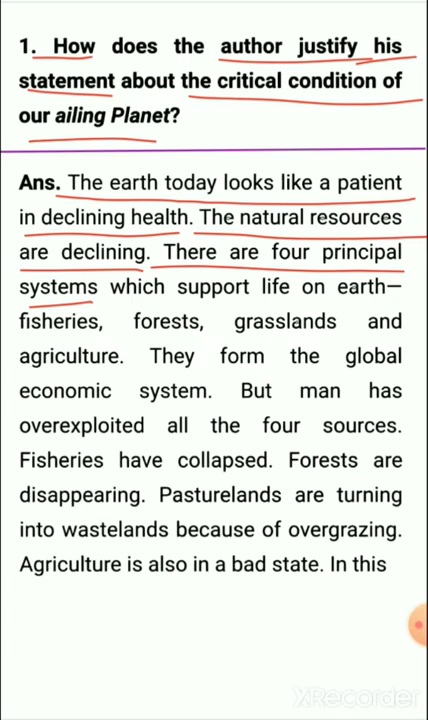 1. How does the author justify his
statement about the critical condition of
our ailing Planet?
Ans. The earth today looks like a patient
in declining health. The natural resources
are declining. There are four principal
systems which support life on earth—
fisheries, forests, grasslands and
agriculture. They form the global
economic system. But man has
overexploited all the four sources.
Fisheries have collapsed. Forests are
disappearing. Pasturelands are turning
into wastelands because of overgrazing.
Agriculture is also in a bad state. In this
XRecorder